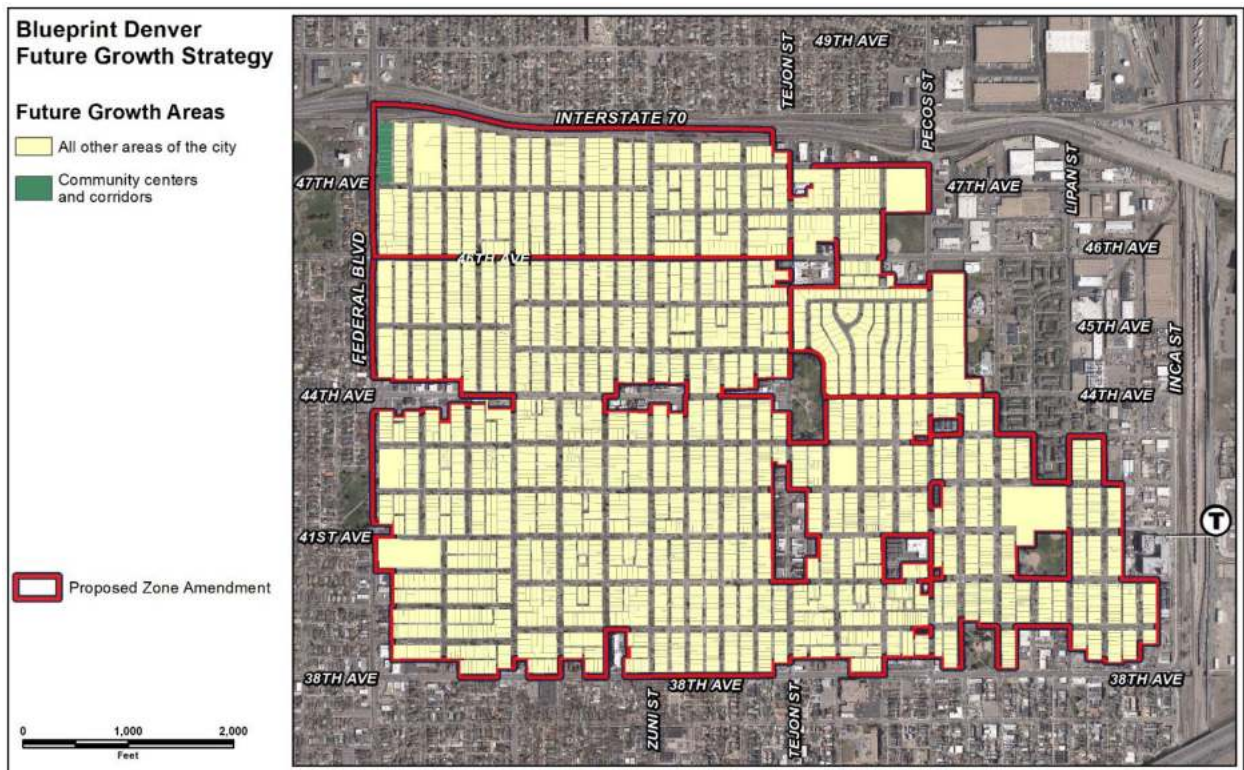 Blueprint Denver
Future Growth Strategy
Future Growth Areas
All other areas of the city
Community centers
and corridors
Proposed Zone Amendment
0 1,000 2,000
Feet
TEJON ST
49TH AVE
PECOS ST
INTERSTATE 70
LIPAN ST
47TH AVE
47TH AVE
46TH AVE
46TH AVE
FEDERAL BLVD
45TH AVE
INCA ST
44TH AVE
44TH AVE
41ST AVE
T
38TH AVE
38TH AVE
38TH AVE
ZUNI ST
TEJON ST